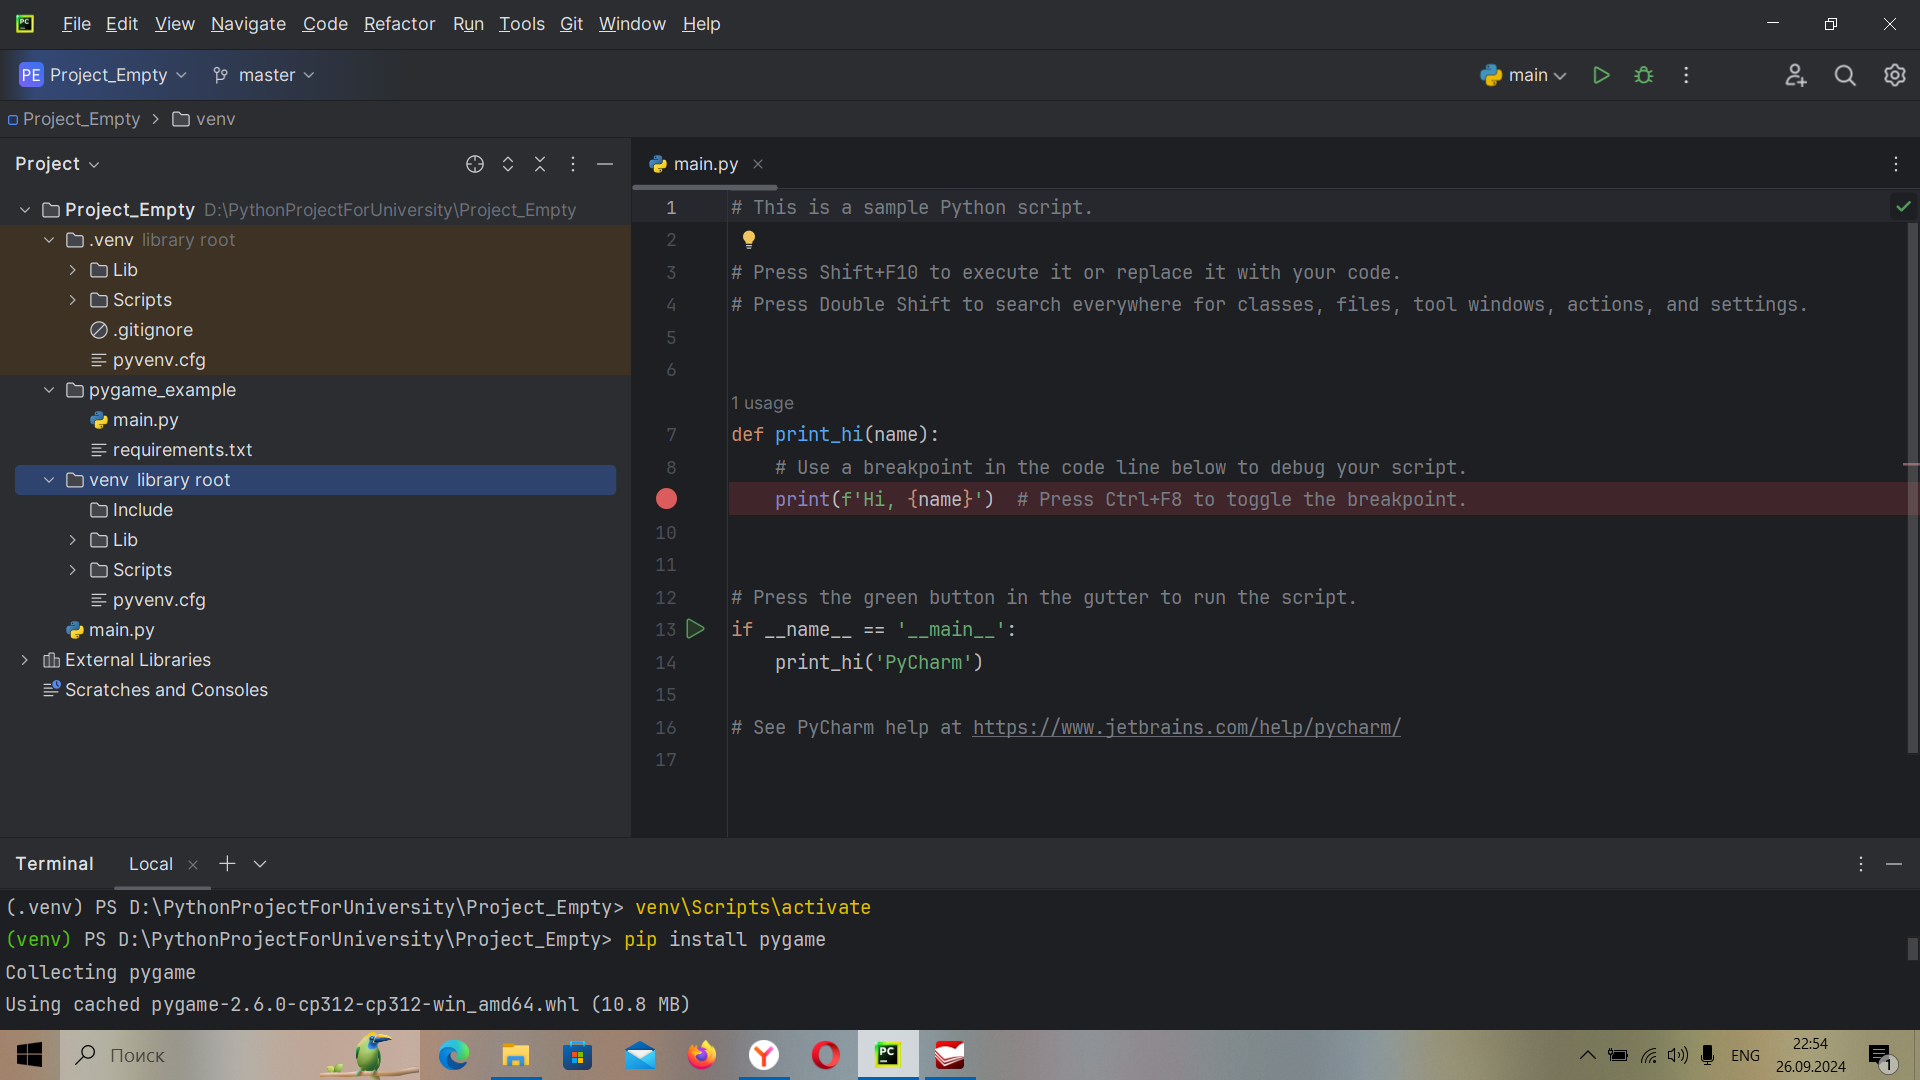 File Edit View Navigate Code Refactor Run Tools Git Window Help
PE Project_Empty master main
Project_Empty venv
Project
main.py
Project_Empty D:\PythonProjectForUniversity\Project_Empty
.venv library root
Lib
Scripts
.gitignore
pyvenv.cfg
pygame_example
main.py
requirements.txt
venv library root
Include
Lib
Scripts
pyvenv.cfg
main.py
External Libraries
Scratches and Consoles
1 # This is a sample Python script.
2
3 # Press Shift+F10 to execute it or replace it with your code.
4 # Press Double Shift to search everywhere for classes, files, tool windows, actions, and settings.
5
6
1 usage
7 def print_hi(name):
8 # Use a breakpoint in the code line below to debug your script.
print(f'Hi, {name}') # Press Ctrl+F8 to toggle the breakpoint.
10
11
12 # Press the green button in the gutter to run the script.
13 if __name__ == '__main__':
14 print_hi('PyCharm')
15
16 # See PyCharm help at https://www.jetbrains.com/help/pycharm/
17
Terminal Local
(.venv) PS D:\PythonProjectForUniversity\Project_Empty> venv\Scripts\activate
(venv) PS D:\PythonProjectForUniversity\Project_Empty> pip install pygame
Collecting pygame
Using cached pygame-2.6.0-cp312-cp312-win_amd64.whl (10.8 MB)
Поиск
PC
ENG
22:54
26.09.2024
1